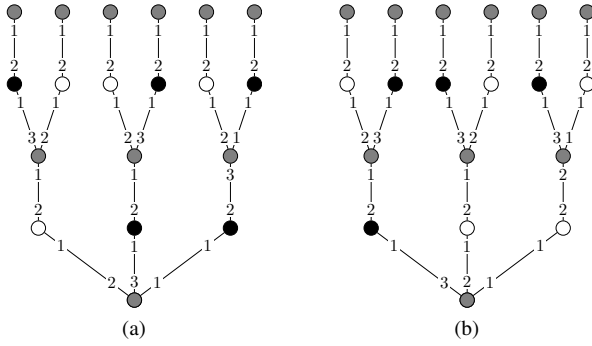 1 1 1 1 1 1 1 1 1 1 1 1
2 2 2 2 2 2 2 2 2 2 2 2
1 1 1 1 1 1 1 1 1 1 1 1
3 2 2 3 2 1 2 3 3 2 3 1
1 1 3 1 1 2
2 2 2 2 2 2
1 1 1 1 1 1
2 3 1 3 2 1
(a) (b)